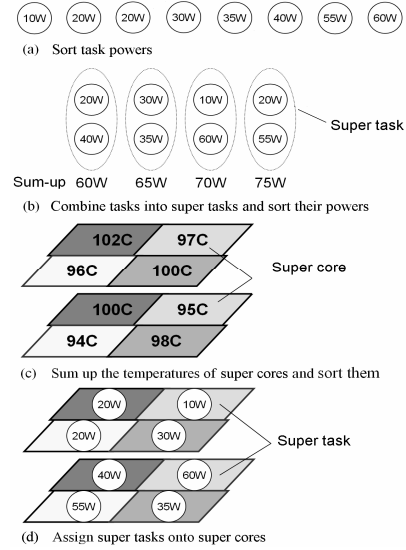 10W 20W 20W 30W 35W 40W 55W 60W
(a) Sort task powers
20W 30W 10W 20W
40W 35W 60W 55W
Super task
Sum-up 60W 65W 70W 75W
(b) Combine tasks into super tasks and sort their powers
102C 97C
96C 100C
Super core
100C 95C
94C 98C
(c) Sum up the temperatures of super cores and sort them
20W 10W
20W 30W
Super task
40W 60W
55W 35W
(d) Assign super tasks onto super cores